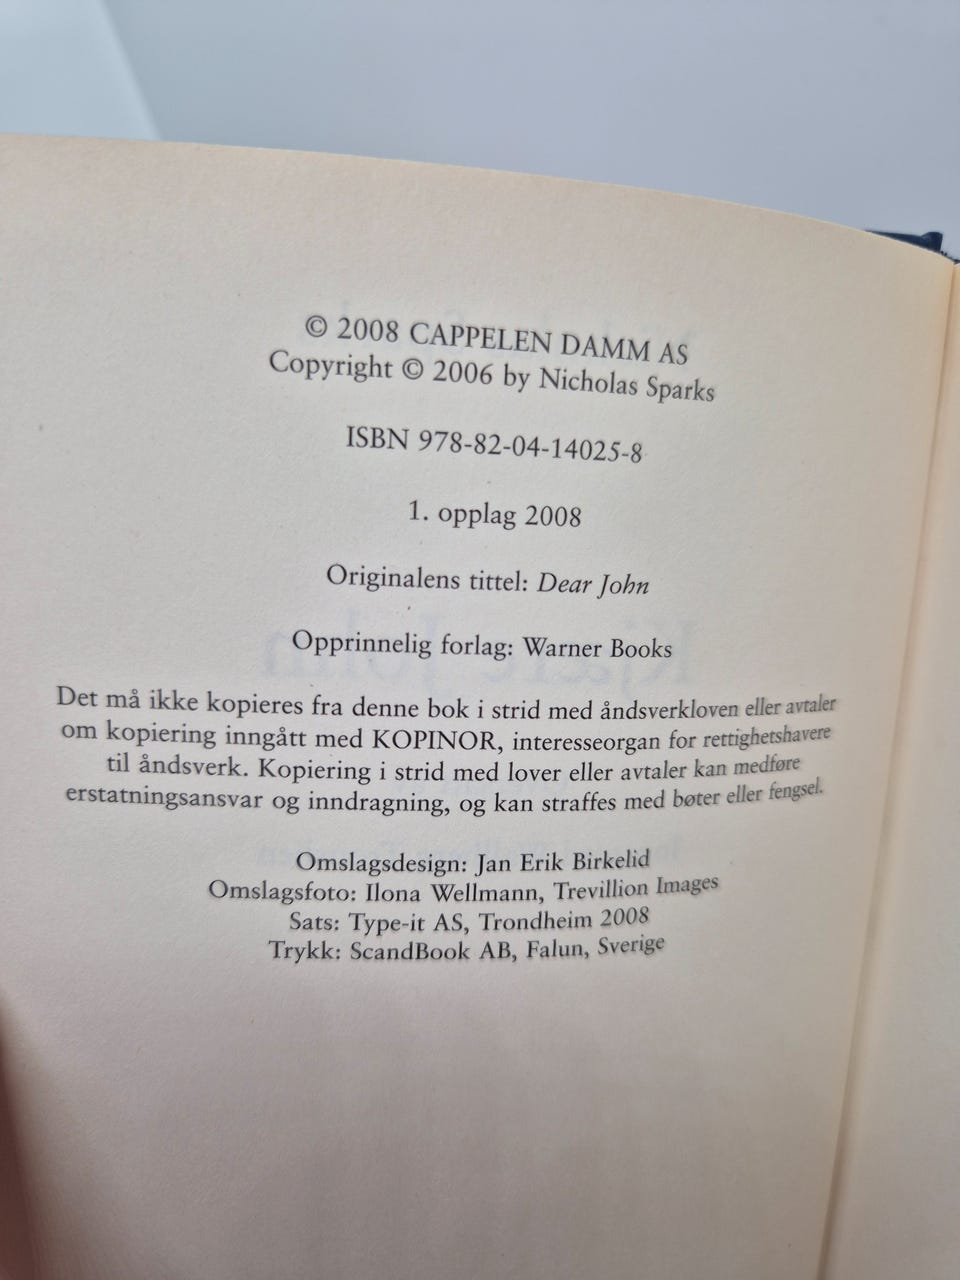 © 2008 CAPPELEN DAMM AS
Copyright © 2006 by Nicholas Sparks
ISBN 978-82-04-14025-8
1. opplag 2008
Originalens tittel: Dear John
Opprinnelig forlag: Warner Books
Det må ikke kopieres fra denne bok i strid med åndsverkloven eller avtaler
om kopiering inngått med KOPINOR, interesseorgan for rettighetshavere
til åndsverk. Kopiering i strid med lover eller avtaler kan medføre
erstatningsansvar og inndragning, og kan straffes med bøter eller fengsel.
Omslagsdesign: Jan Erik Birkelid
Omslagsfoto: Ilona Wellmann, Trevillion Images
Sats: Type-it AS, Trondheim 2008
Trykk: ScandBook AB, Falun, Sverige